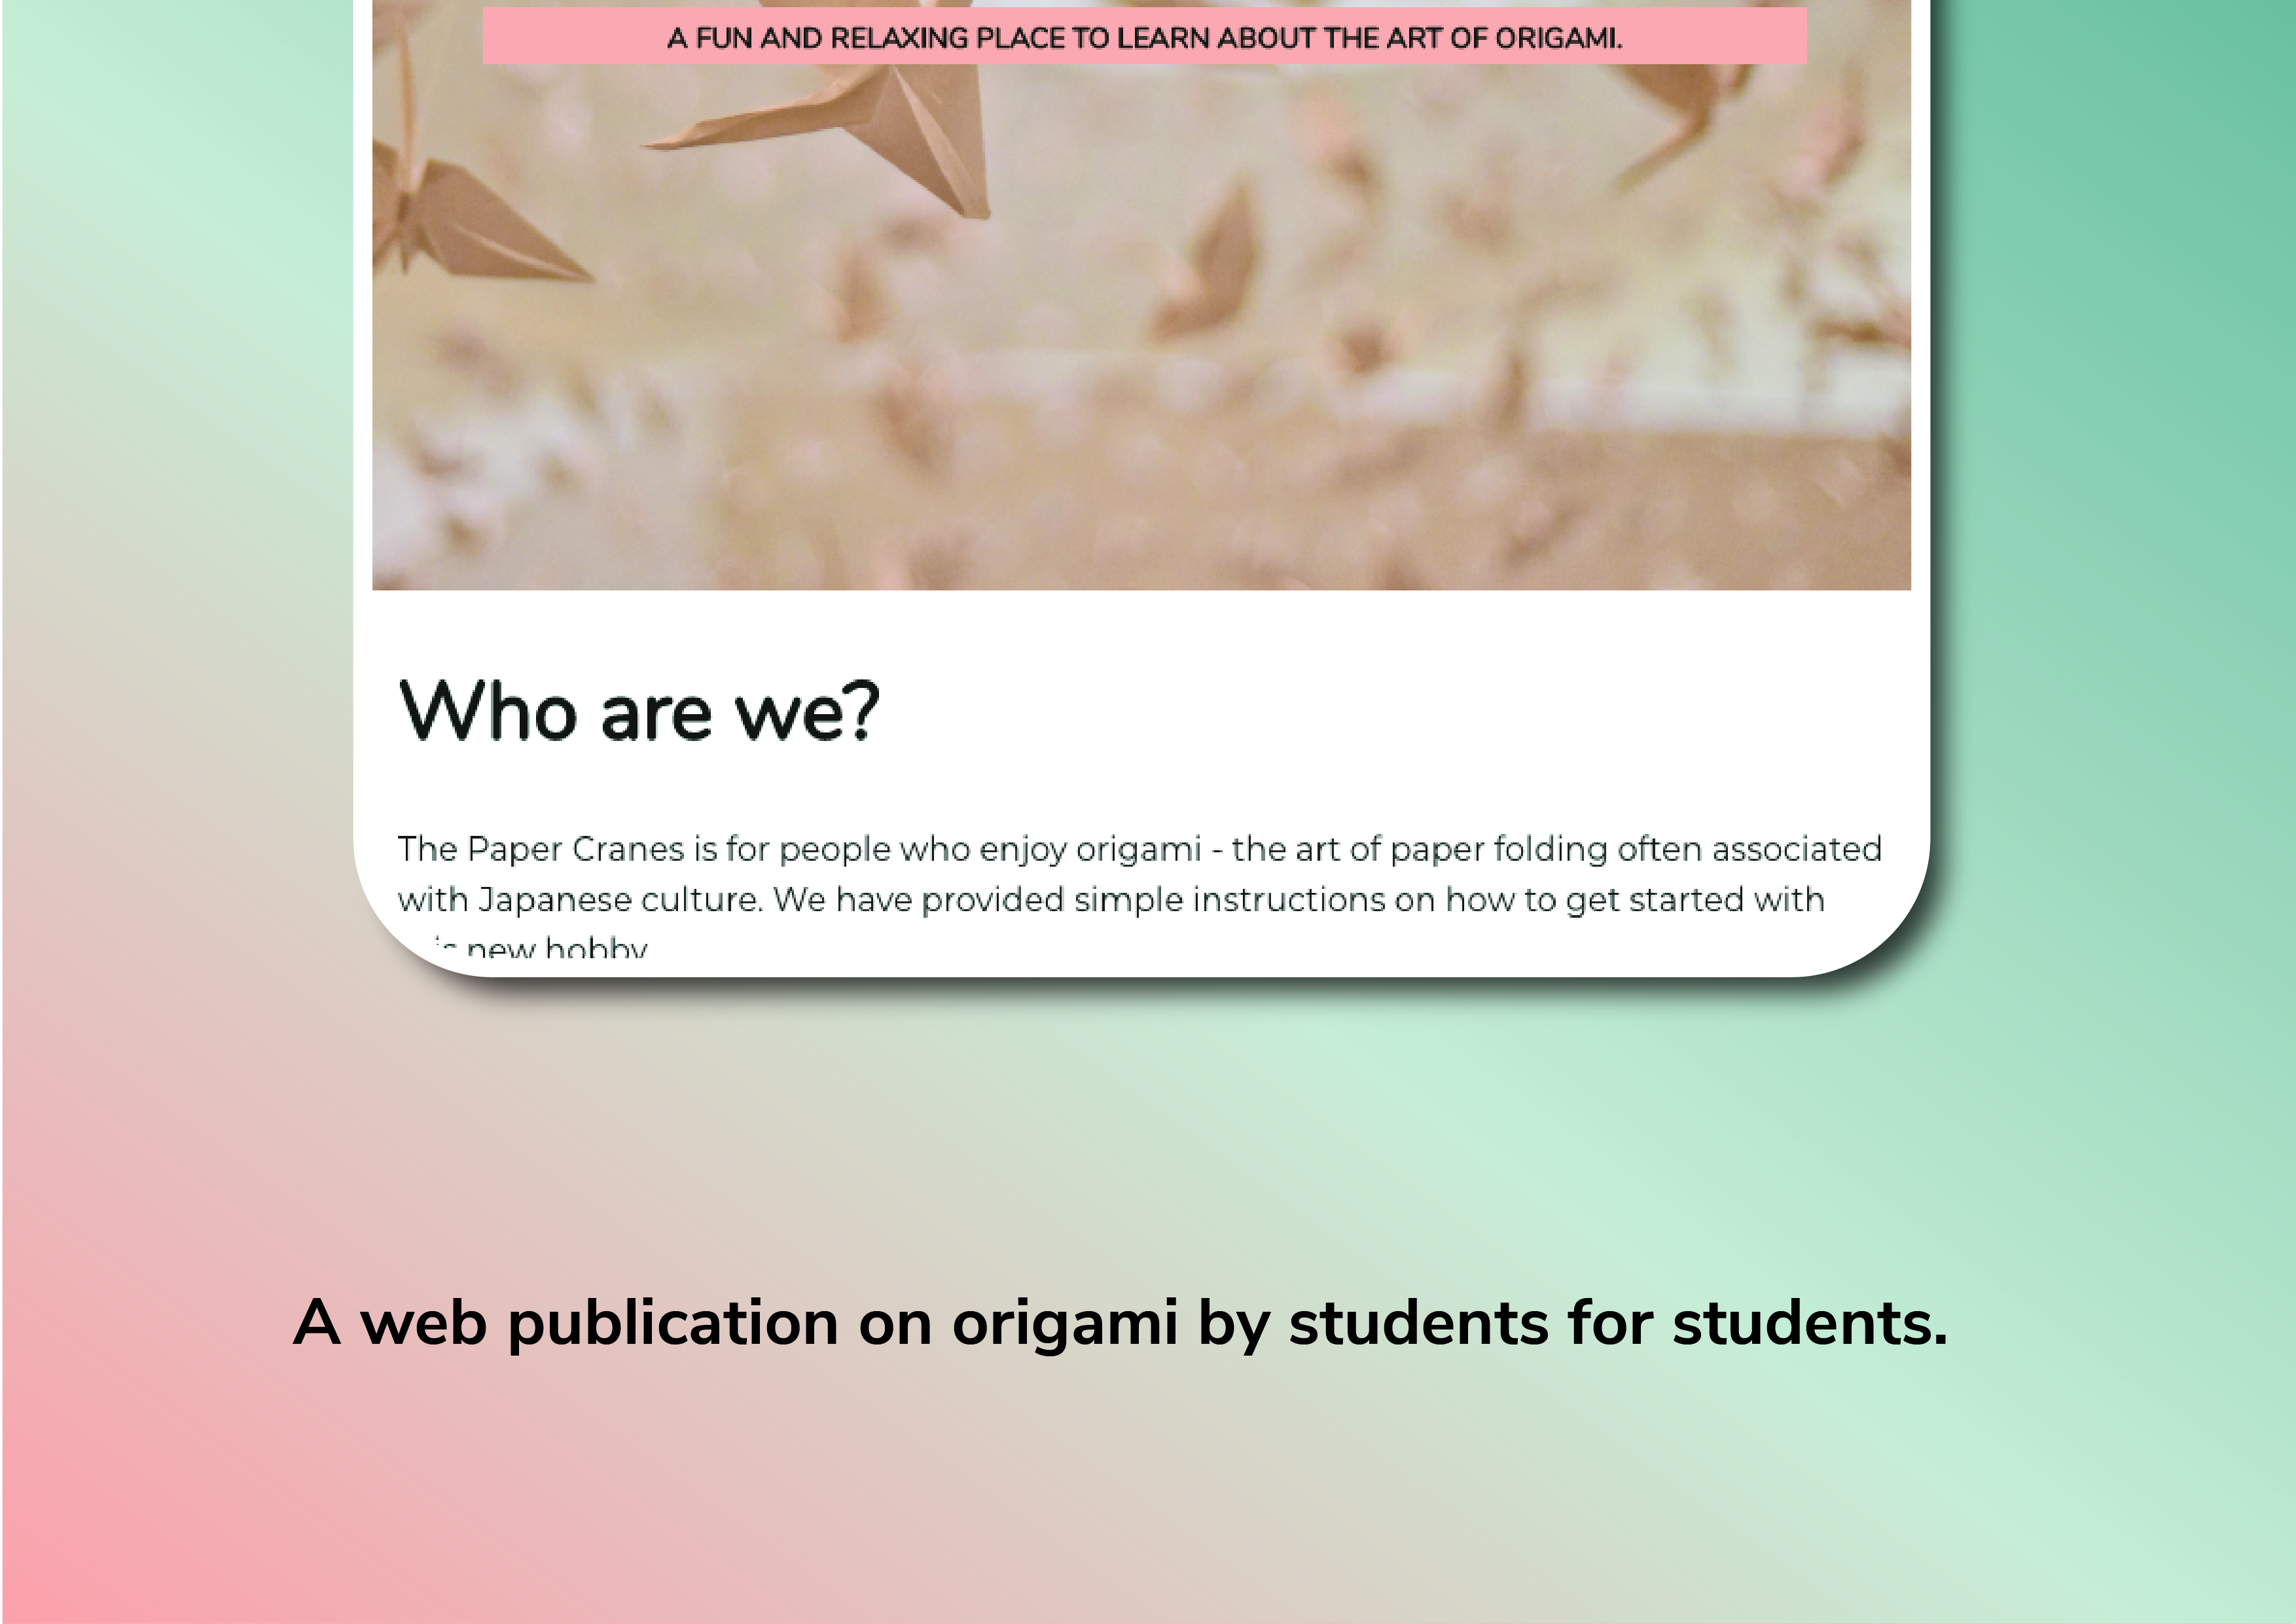 A FUN AND RELAXING PLACE TO LEARN ABOUT THE ART OF ORIGAMI.
Who are we?
The Paper Cranes is for people who enjoy origami - the art of paper folding often associated
with Japanese culture. We have provided simple instructions on how to get started with
new hobby
A web publication on origami by students for students.